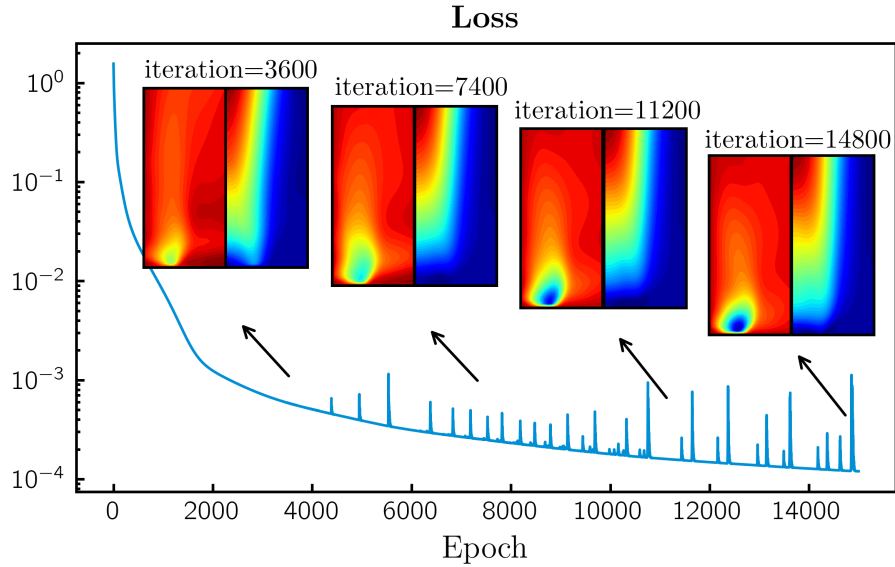 Loss
iteration=3600
iteration=7400
iteration=11200
iteration=14800
10^0
10^{-1}
10^{-2}
10^{-3}
10^{-4}
0 2000 4000 6000 8000 10000 12000 14000
Epoch